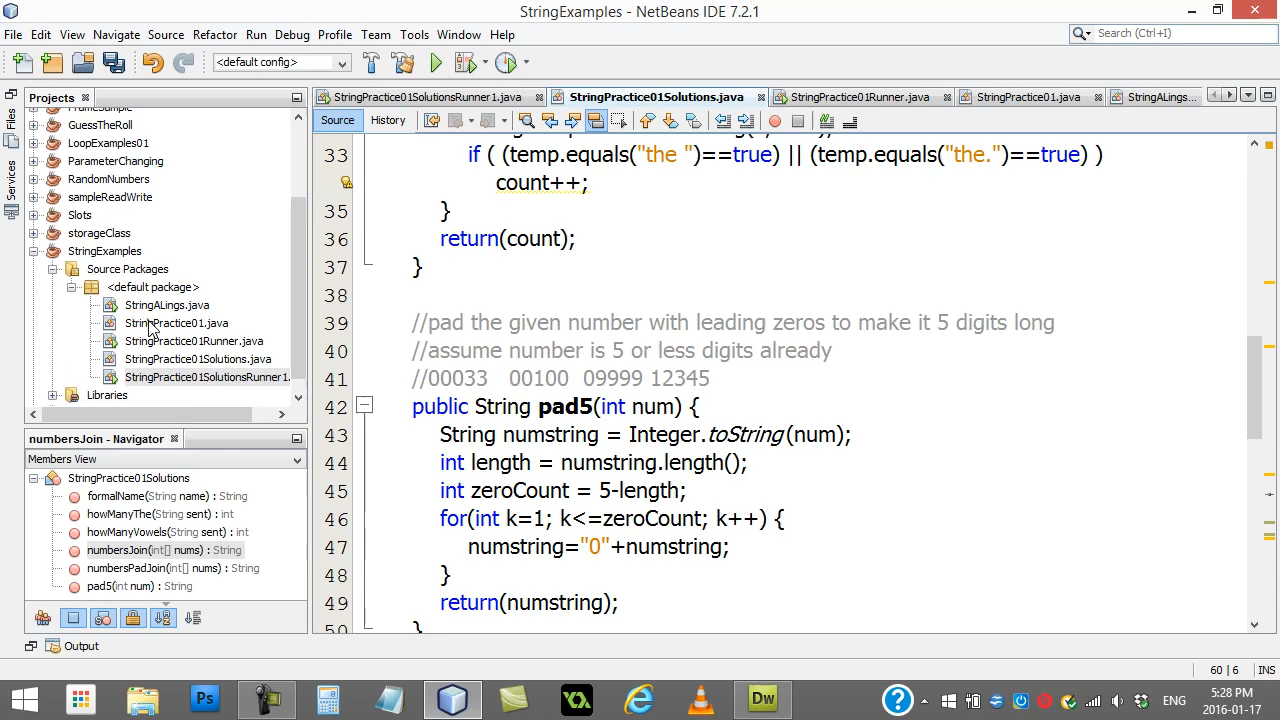 StringExamples - NetBeans IDE 7.2.1
File Edit View Navigate Source Refactor Run Debug Profile Team Tools Window Help
Search (Ctrl+I)
<default config>
Projects
StringPractice01SolutionsRunner1.java StringPractice01Solutions.java StringPractice01Runner.java StringPractice01.java StringALings...
Source History
Files
Services
FrameSample
GuessTheRoll
LoopExamples01
ParameterChanging
RandomNumbers
sampleReadWrite
Slots
storageClass
StringExamples
Source Packages
<default package>
StringALings.java
StringPractice01.java
StringPractice01Runner.java
StringPractice01Solutions.java
StringPractice01SolutionsRunner1.
Libraries
33 if ( (temp.equals("the ")==true) || (temp.equals("the.")==true) )
count++;
35 }
36 return(count);
37 }
38
39 //pad the given number with leading zeros to make it 5 digits long
40 //assume number is 5 or less digits already
41 //00033 00100 09999 12345
42 public String pad5(int num) {
43 String numstring = Integer.toString(num);
44 int length = numstring.length();
45 int zeroCount = 5-length;
46 for(int k=1; k<=zeroCount; k++) {
47 numstring="0"+numstring;
48 }
49 return(numstring);
50 }
numbersJoin - Navigator
Members View
StringPractice01Solutions
formalName(String name) : String
howManyThe(String sent) : int
howManyVowels(String sent) : int
numbersJoin(int[] nums) : String
numbersPadJoin(int[] nums) : String
pad5(int num) : String
Output
60 | 6 INS
Ps
Dw
ENG
5:28 PM
2016-01-17